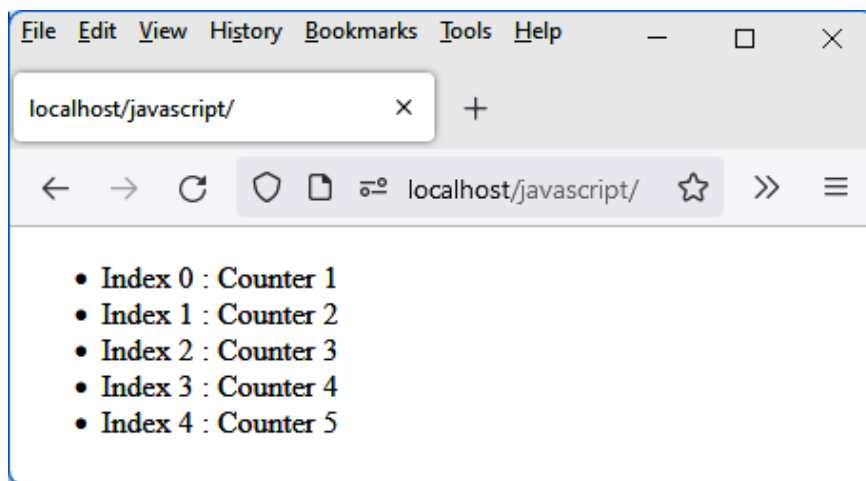 File Edit View History Bookmarks Tools Help
localhost/javascript/
localhost/javascript/
Index 0 : Counter 1
Index 1 : Counter 2
Index 2 : Counter 3
Index 3 : Counter 4
Index 4 : Counter 5